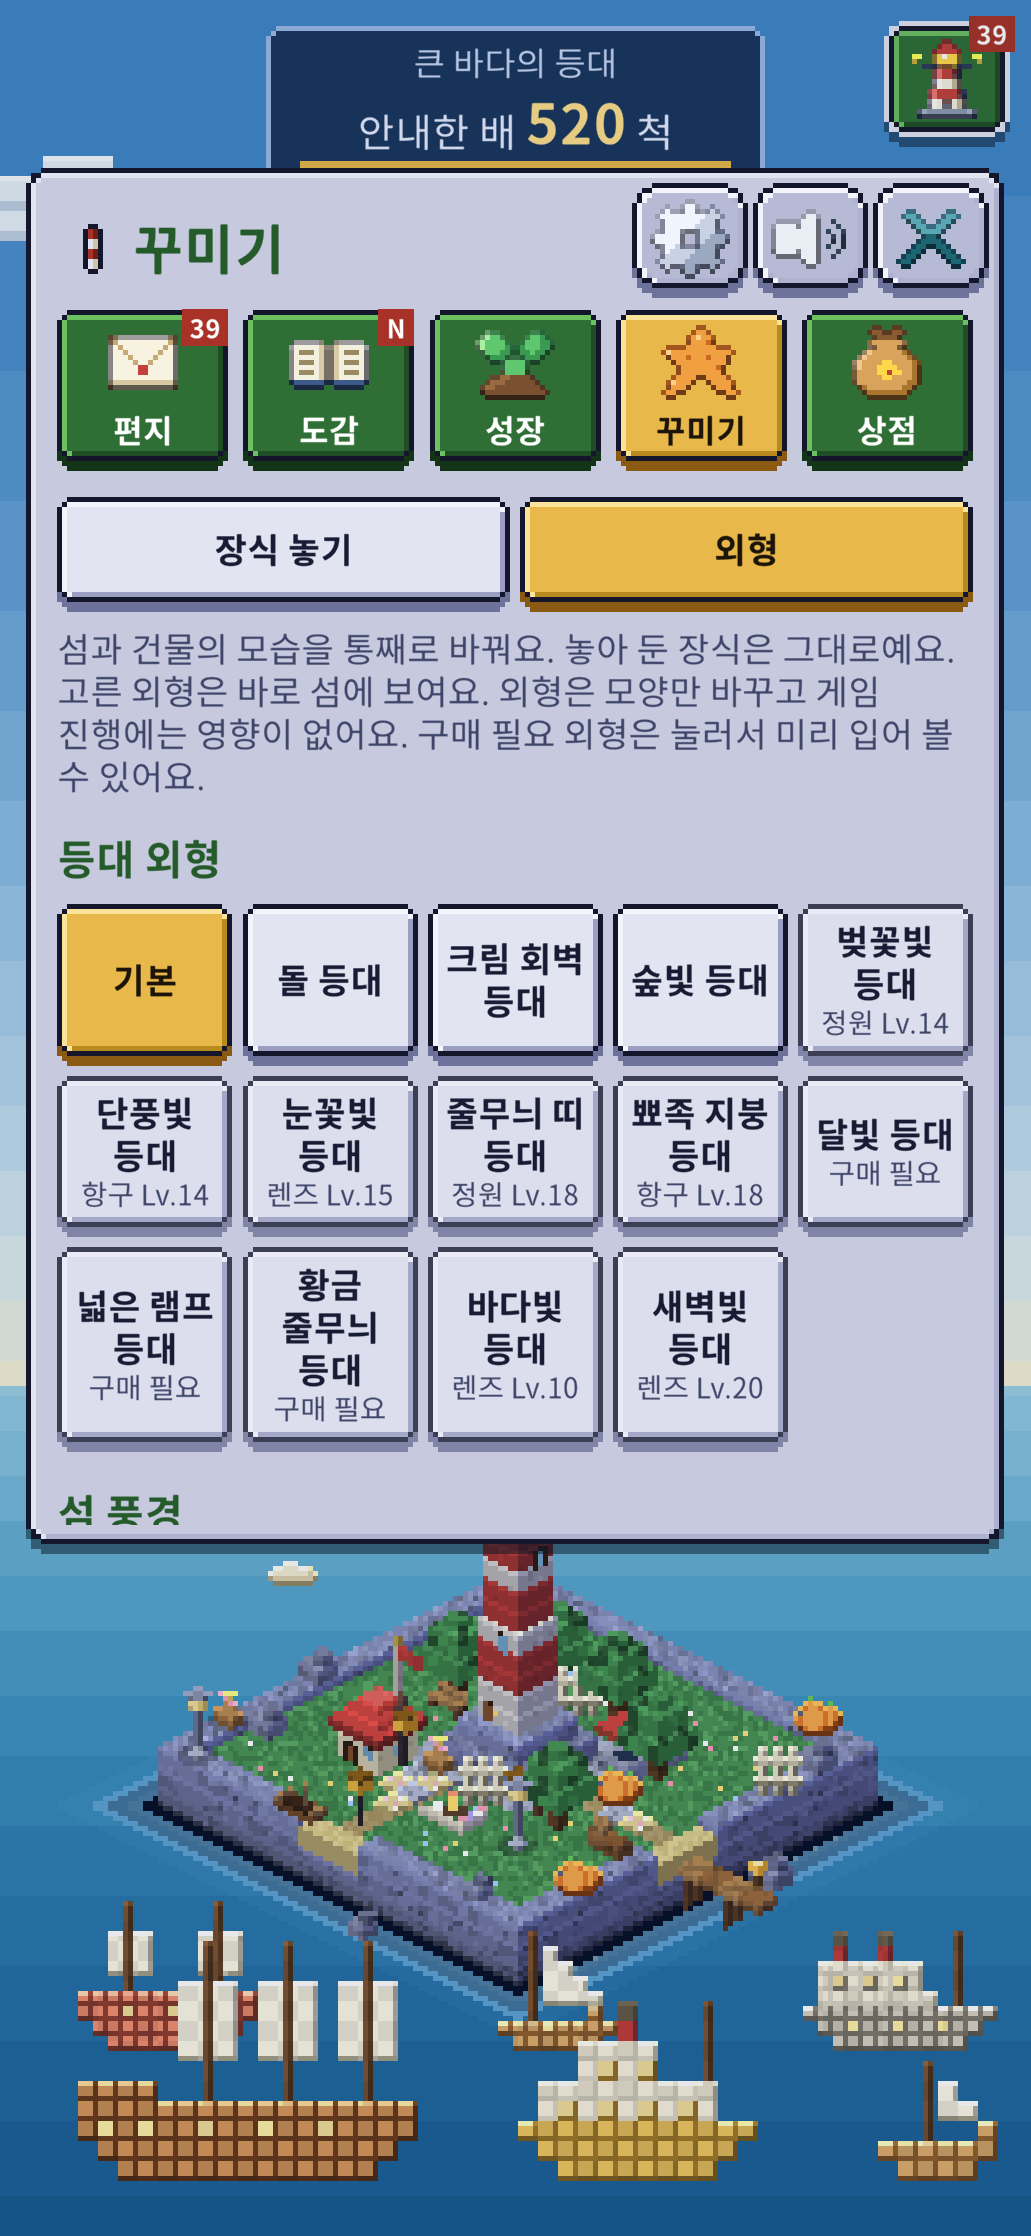 39
큰 바다의 등대
안내한 배 520 척
꾸미기
39
N
편지
도감
성장
꾸미기
상점
장식 놓기
외형
섬과 건물의 모습을 통째로 바꿔요. 놓아 둔 장식은 그대로예요.
고른 외형은 바로 섬에 보여요. 외형은 모양만 바꾸고 게임
진행에는 영향이 없어요. 구매 필요 외형은 눌러서 미리 입어 볼
수 있어요.
등대 외형
기본
돌 등대
크림 회벽
등대
숲빛 등대
벚꽃빛
등대
정원 Lv.14
단풍빛
등대
항구 Lv.14
눈꽃빛
등대
렌즈 Lv.15
줄무늬 띠
등대
정원 Lv.18
뾰족 지붕
등대
항구 Lv.18
달빛 등대
구매 필요
넓은 램프
등대
구매 필요
황금
줄무늬
등대
구매 필요
바다빛
등대
렌즈 Lv.10
새벽빛
등대
렌즈 Lv.20
섬 풍경